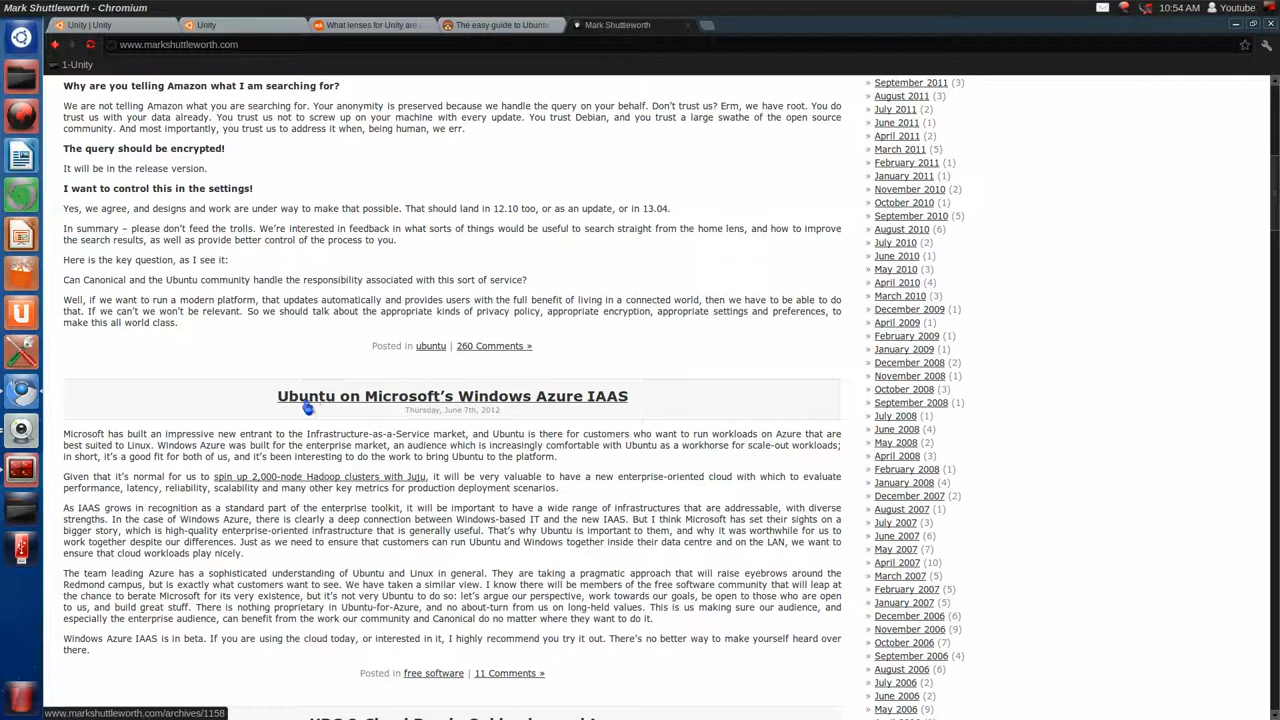 Mark Shuttleworth - Chromium
10:54 AM Youtube
Unity | Unity
Unity
What lenses for Unity are
The easy guide to Ubuntu
Mark Shuttleworth
www.markshuttleworth.com
1-Unity
Why are you telling Amazon what I am searching for?
We are not telling Amazon what you are searching for. Your anonymity is preserved because we handle the query on your behalf. Don't trust us? Erm, we have root. You do
trust us with your data already. You trust us not to screw up on your machine with every update. You trust Debian, and you trust a large swathe of the open source
community. And most importantly, you trust us to address it when, being human, we err.
The query should be encrypted!
It will be in the release version.
I want to control this in the settings!
Yes, we agree, and designs and work are under way to make that possible. That should land in 12.10 too, or as an update, or in 13.04.
In summary – please don't feed the trolls. We're interested in feedback in what sorts of things would be useful to search straight from the home lens, and how to improve
the search results, as well as provide better control of the process to you.
Here is the key question, as I see it:
Can Canonical and the Ubuntu community handle the responsibility associated with this sort of service?
Well, if we want to run a modern platform, that updates automatically and provides users with the full benefit of living in a connected world, then we have to be able to do
that. If we can't we won't be relevant. So we should talk about the appropriate kinds of privacy policy, appropriate encryption, appropriate settings and preferences, to
make this all world class.
Posted in ubuntu | 260 Comments »
Ubuntu on Microsoft's Windows Azure IAAS
Thursday, June 7th, 2012
Microsoft has built an impressive new entrant to the Infrastructure-as-a-Service market, and Ubuntu is there for customers who want to run workloads on Azure that are
best suited to Linux. Windows Azure was built for the enterprise market, an audience which is increasingly comfortable with Ubuntu as a workhorse for scale-out workloads;
in short, it's a good fit for both of us, and it's been interesting to do the work to bring Ubuntu to the platform.
Given that it's normal for us to spin up 2,000-node Hadoop clusters with Juju, it will be very valuable to have a new enterprise-oriented cloud with which to evaluate
performance, latency, reliability, scalability and many other key metrics for production deployment scenarios.
As IAAS grows in recognition as a standard part of the enterprise toolkit, it will be important to have a wide range of infrastructures that are addressable, with diverse
strengths. In the case of Windows Azure, there is clearly a deep connection between Windows-based IT and the new IAAS. But I think Microsoft has set their sights on a
bigger story, which is high-quality enterprise-oriented infrastructure that is generally useful. That's why Ubuntu is important to them, and why it was worthwhile for us to
work together despite our differences. Just as we need to ensure that customers can run Ubuntu and Windows together inside their data centre and on the LAN, we want to
ensure that cloud workloads play nicely.
The team leading Azure has a sophisticated understanding of Ubuntu and Linux in general. They are taking a pragmatic approach that will raise eyebrows around the
Redmond campus, but is exactly what customers want to see. We have taken a similar view. I know there will be members of the free software community that will leap at
the chance to berate Microsoft for its very existence, but it's not very Ubuntu to do so: let's argue our perspective, work towards our goals, be open to those who are open
to us, and build great stuff. There is nothing proprietary in Ubuntu-for-Azure, and no about-turn from us on long-held values. This is us making sure our audience, and
especially the enterprise audience, can benefit from the work our community and Canonical do no matter where they want to do it.
Windows Azure IAAS is in beta. If you are using the cloud today, or interested in it, I highly recommend you try it out. There's no better way to make yourself heard over
there.
Posted in free software | 11 Comments »
www.markshuttleworth.com/archives/1158
» September 2011 (3)
» August 2011 (3)
» July 2011 (2)
» June 2011 (1)
» April 2011 (2)
» March 2011 (5)
» February 2011 (1)
» January 2011 (1)
» November 2010 (2)
» October 2010 (1)
» September 2010 (5)
» August 2010 (6)
» July 2010 (2)
» June 2010 (1)
» May 2010 (3)
» April 2010 (4)
» March 2010 (3)
» December 2009 (1)
» April 2009 (1)
» February 2009 (1)
» January 2009 (1)
» December 2008 (2)
» November 2008 (1)
» October 2008 (3)
» September 2008 (1)
» July 2008 (1)
» June 2008 (4)
» May 2008 (2)
» April 2008 (3)
» February 2008 (1)
» January 2008 (4)
» December 2007 (2)
» August 2007 (1)
» July 2007 (3)
» June 2007 (6)
» May 2007 (7)
» April 2007 (10)
» March 2007 (5)
» February 2007 (5)
» January 2007 (5)
» December 2006 (6)
» November 2006 (9)
» October 2006 (7)
» September 2006 (4)
» August 2006 (6)
» July 2006 (2)
» June 2006 (1)
» May 2006 (9)